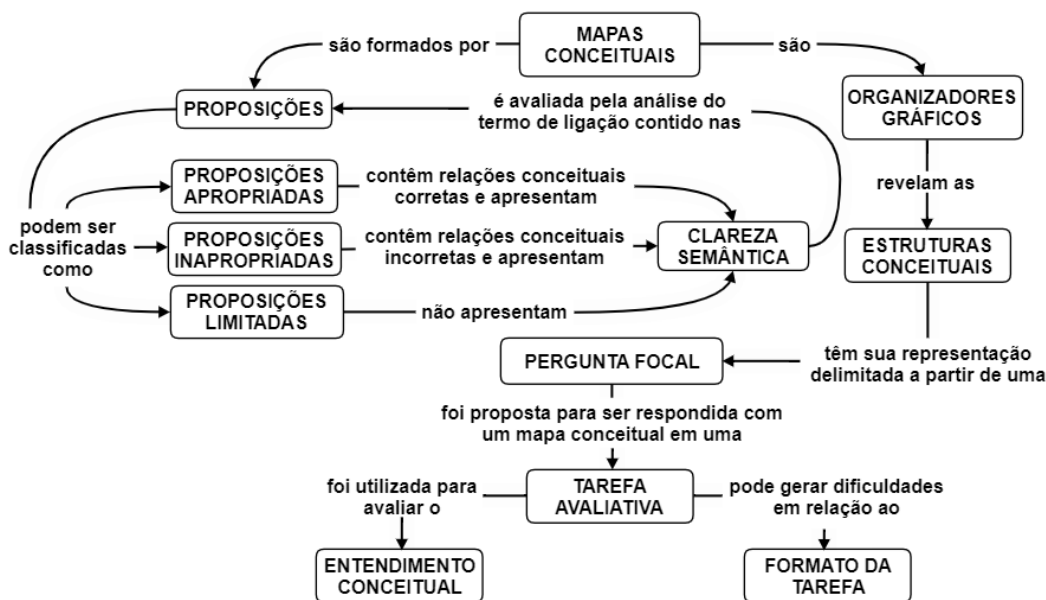 MAPAS
CONCEITUAIS
são formados por
são
PROPOSIÇÕES
é avaliada pela análise do
termo de ligação contido nas
ORGANIZADORES
GRÁFICOS
PROPOSIÇÕES
APROPRIADAS
contêm relações conceituais
corretas e apresentam
revelam as
podem ser
classificadas
como
PROPOSIÇÕES
INAPROPRIADAS
contêm relações conceituais
incorretas e apresentam
CLAREZA
SEMÂNTICA
ESTRUTURAS
CONCEITUAIS
PROPOSIÇÕES
LIMITADAS
não apresentam
têm sua representação
delimitada a partir de uma
PERGUNTA FOCAL
foi proposta para ser respondida com
um mapa conceitual em uma
foi utilizada para
avaliar o
TAREFA
AVALIATIVA
pode gerar dificuldades
em relação ao
ENTENDIMENTO
CONCEITUAL
FORMATO DA
TAREFA